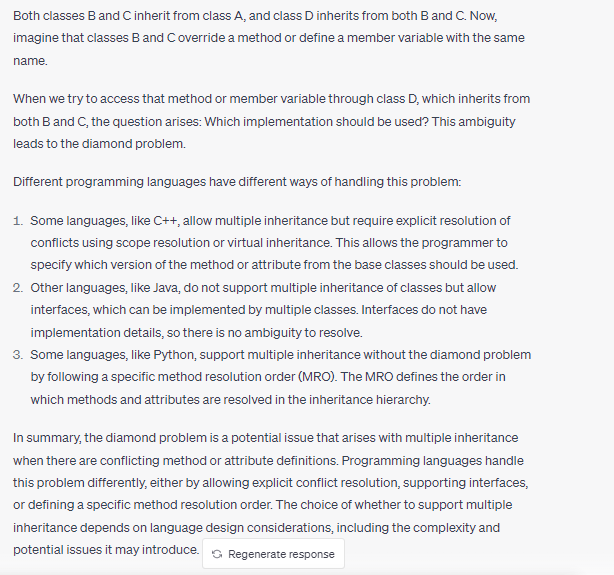 Both classes B and C inherit from class A, and class D inherits from both B and C. Now,
imagine that classes B and C override a method or define a member variable with the same
name.
When we try to access that method or member variable through class D, which inherits from
both B and C, the question arises: Which implementation should be used? This ambiguity
leads to the diamond problem.
Different programming languages have different ways of handling this problem:
1. Some languages, like C++, allow multiple inheritance but require explicit resolution of
conflicts using scope resolution or virtual inheritance. This allows the programmer to
specify which version of the method or attribute from the base classes should be used.
2. Other languages, like Java, do not support multiple inheritance of classes but allow
interfaces, which can be implemented by multiple classes. Interfaces do not have
implementation details, so there is no ambiguity to resolve.
3. Some languages, like Python, support multiple inheritance without the diamond problem
by following a specific method resolution order (MRO). The MRO defines the order in
which methods and attributes are resolved in the inheritance hierarchy.
In summary, the diamond problem is a potential issue that arises with multiple inheritance
when there are conflicting method or attribute definitions. Programming languages handle
this problem differently, either by allowing explicit conflict resolution, supporting interfaces,
or defining a specific method resolution order. The choice of whether to support multiple
inheritance depends on language design considerations, including the complexity and
potential issues it may introduce. Regenerate response